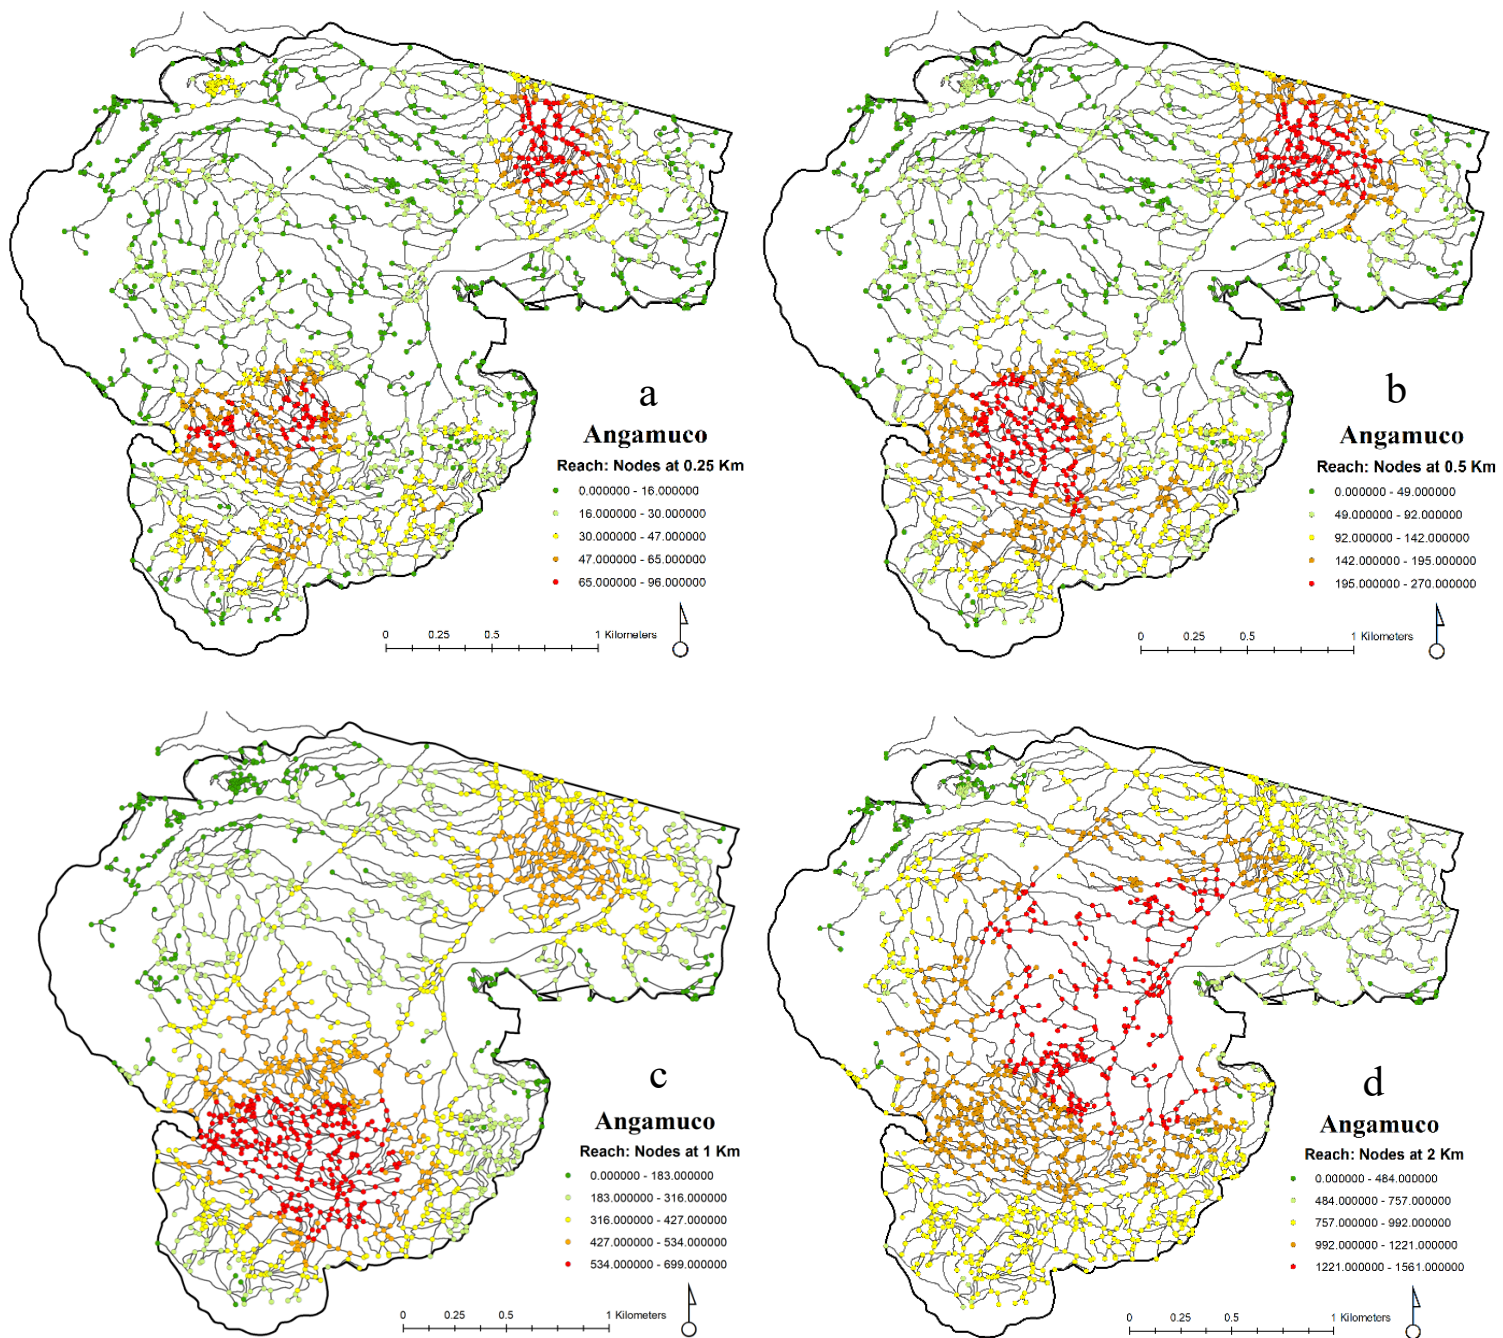 a
Angamuco
Reach: Nodes at 0.25 Km
0.000000 - 16.000000
16.000000 - 30.000000
30.000000 - 47.000000
47.000000 - 65.000000
65.000000 - 96.000000
0 0.25 0.5 1 Kilometers
b
Angamuco
Reach: Nodes at 0.5 Km
0.000000 - 49.000000
49.000000 - 92.000000
92.000000 - 142.000000
142.000000 - 195.000000
195.000000 - 270.000000
0 0.25 0.5 1 Kilometers
c
Angamuco
Reach: Nodes at 1 Km
0.000000 - 183.000000
183.000000 - 316.000000
316.000000 - 427.000000
427.000000 - 534.000000
534.000000 - 699.000000
0 0.25 0.5 1 Kilometers
d
Angamuco
Reach: Nodes at 2 Km
0.000000 - 484.000000
484.000000 - 757.000000
757.000000 - 992.000000
992.000000 - 1221.000000
1221.000000 - 1561.000000
0 0.25 0.5 1 Kilometers